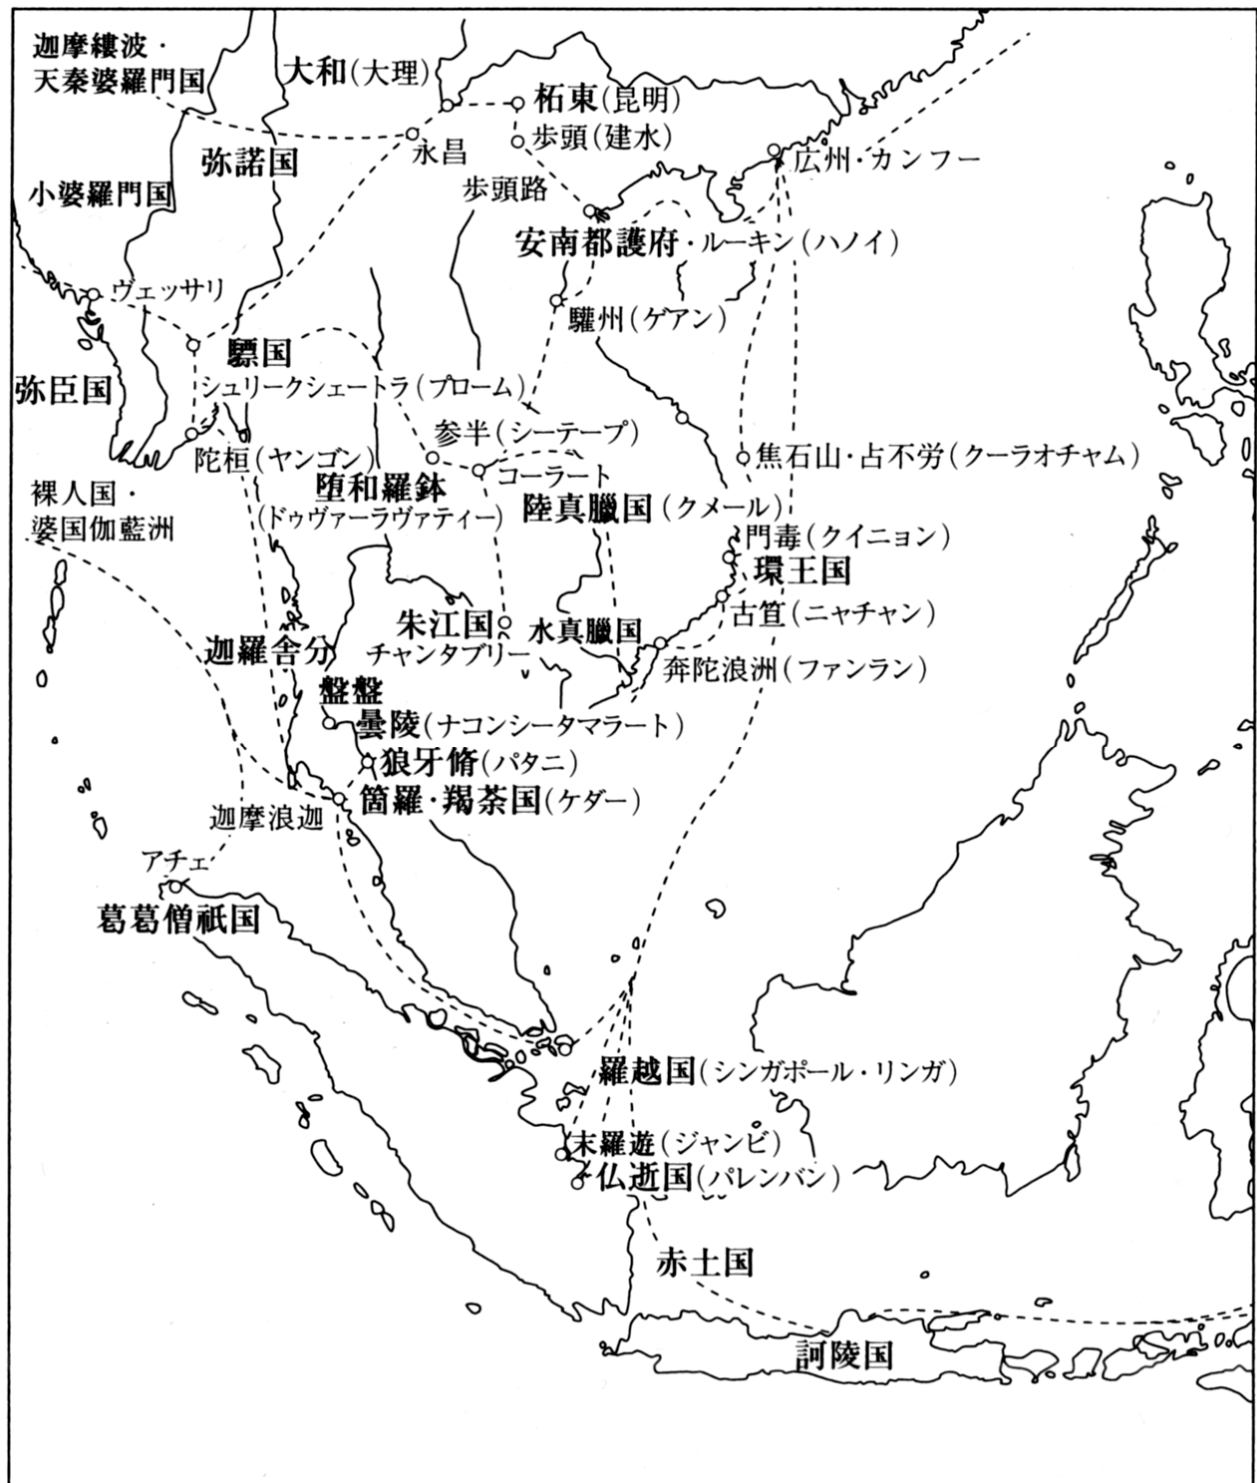 迦摩縷波・
天秦婆羅門国
大和(大理)
柘東(昆明)
歩頭(建水)
永昌
広州・カンフー
弥諾国
小婆羅門国
歩頭路
安南都護府・ルーキン(ハノイ)
ヴェッサリ
驩州(ゲアン)
驃国
弥臣国
シュリークシェートラ(プローム)
参半(シーテープ)
陀桓(ヤンゴン)
焦石山・占不労(クーラオチャム)
コーラート
堕和羅鉢
(ドゥヴァーラヴァティー)
裸人国・
婆国伽藍洲
陸真臘国(クメール)
門毒(クイニョン)
環王国
古笪(ニャチャン)
朱江国
水真臘国
チャンタブリー
迦羅舎分
奔陀浪洲(ファンラン)
盤盤
曇陵(ナコンシータマラート)
狼牙脩(パタニ)
箇羅・羯荼国(ケダー)
迦摩浪迦
アチェ
葛葛僧祇国
羅越国(シンガポール・リンガ)
末羅遊(ジャンビ)
仏逝国(パレンバン)
赤土国
訶陵国